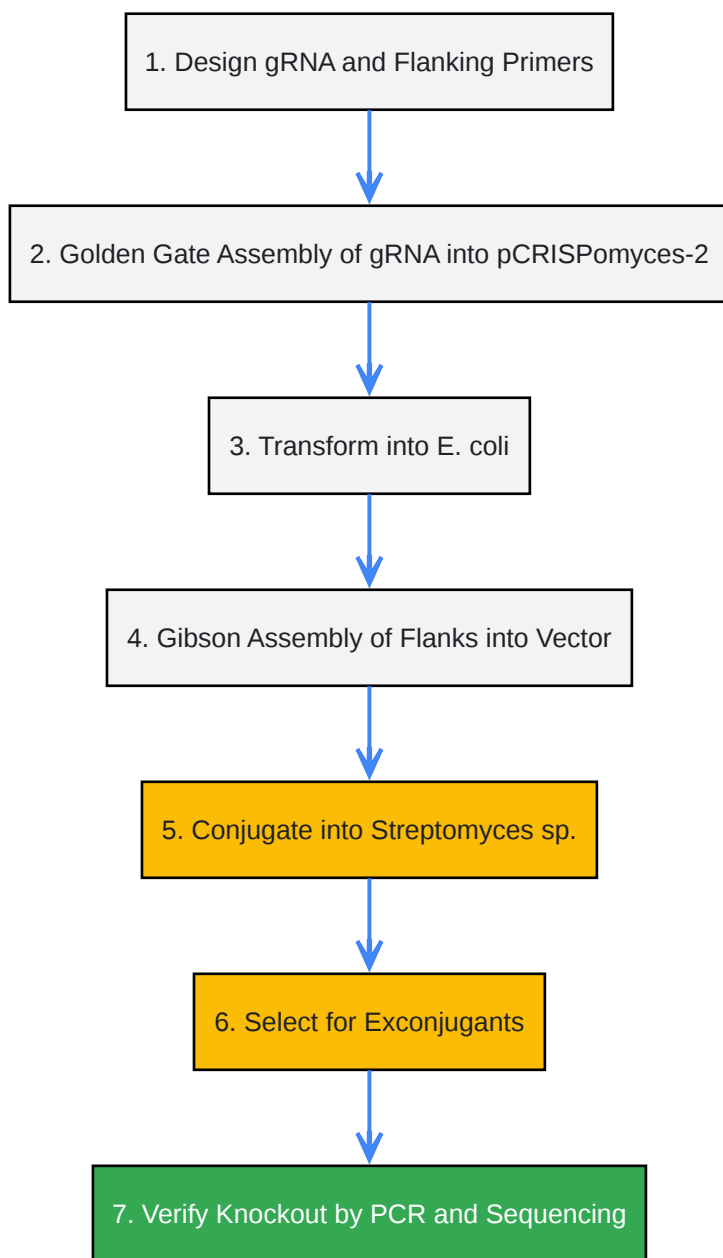 1. Design gRNA and Flanking Primers
2. Golden Gate Assembly of gRNA into pCRISPomyces-2
3. Transform into E. coli
4. Gibson Assembly of Flanks into Vector
5. Conjugate into Streptomyces sp.
6. Select for Exconjugants
7. Verify Knockout by PCR and Sequencing